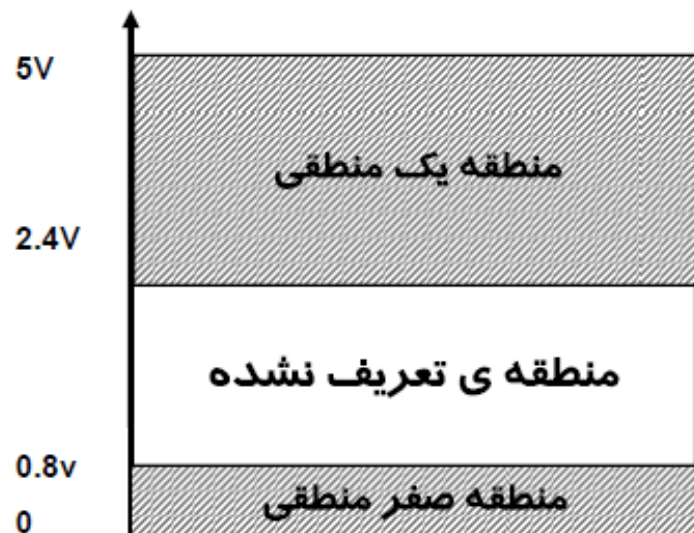 5V
منطقه یک منطقی
2.4V
منطقه ی تعریف نشده
0.8v
منطقه صفر منطقی
0